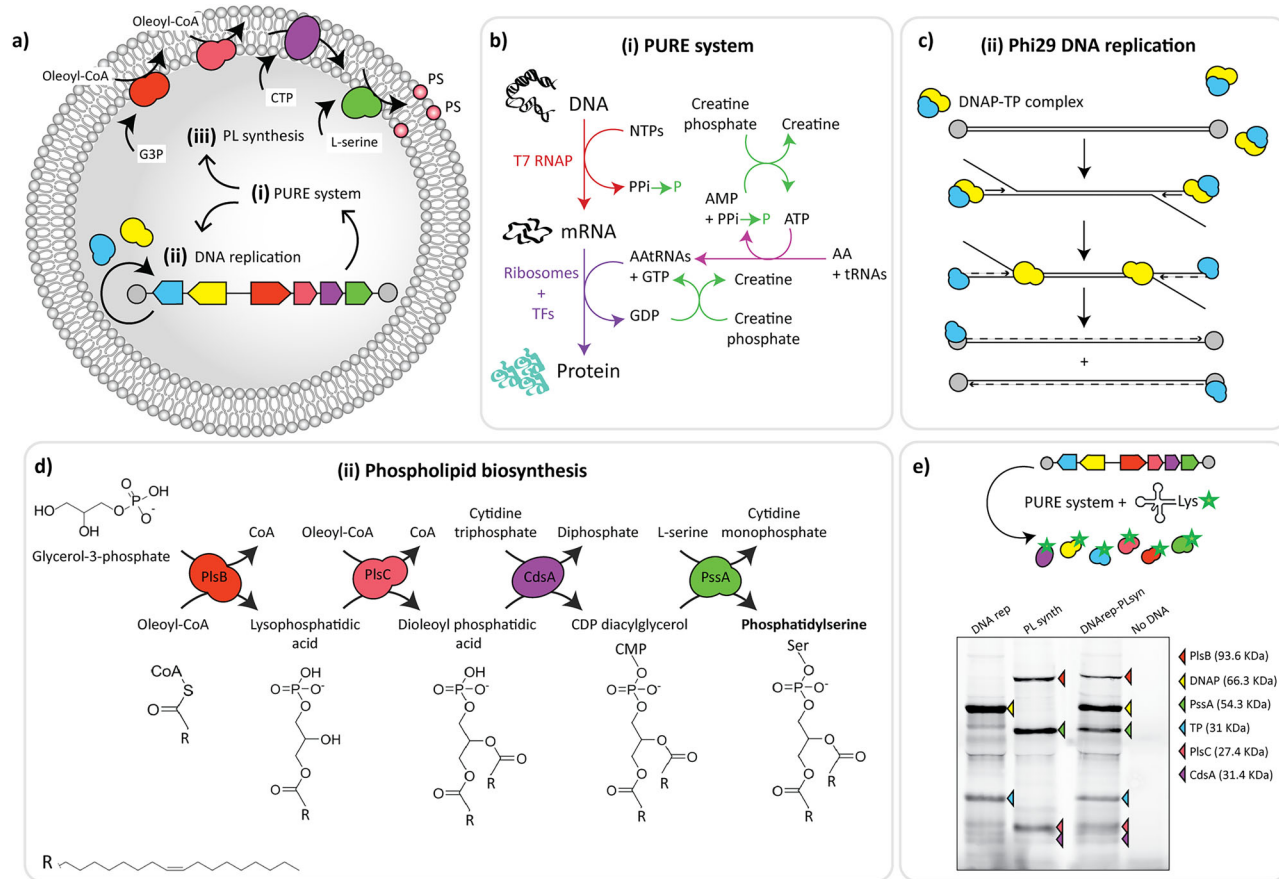 a)
Oleoyl-CoA
Oleoyl-CoA
CTP
PS
PS
L-serine
G3P
(iii) PL synthesis
(i) PURE system
(ii) DNA replication
b)
(i) PURE system
DNA
T7 RNAP
NTPs
PPi
P
mRNA
Ribosomes
+
TFs
Protein
Creatine
phosphate
Creatine
AMP
+ PPi
P
ATP
AAtRNAs
+ GTP
AA
+ tRNAs
GDP
Creatine
Creatine
phosphate
c)
(ii) Phi29 DNA replication
DNAP-TP complex
+
d)
(ii) Phospholipid biosynthesis
HO
OH
O
P
OH
O
O-
Glycerol-3-phosphate
CoA
Oleoyl-CoA
CoA
Cytidine
triphosphate
Diphosphate
L-serine
Cytidine
monophosphate
PlsB
PlsC
CdsA
PssA
Oleoyl-CoA
Lysophosphatidic
acid
Dioleoyl phosphatidic
acid
CDP diacylglycerol
Phosphatidylserine
CoA
S
O
R
OH
O=P-O-
O
OH
O
O
R
OH
O=P-O-
O
O
O
R
O
O
R
CMP
O
O=P-O-
O
O
O
R
O
O
R
Ser
O
O=P-O-
O
O
O
R
O
O
R
R
e)
PURE system +
Lys
DNA rep
PL synth
DNArep-PLsyn
No DNA
PlsB (93.6 KDa)
DNAP (66.3 KDa)
PssA (54.3 KDa)
TP (31 KDa)
PlsC (27.4 KDa)
CdsA (31.4 KDa)